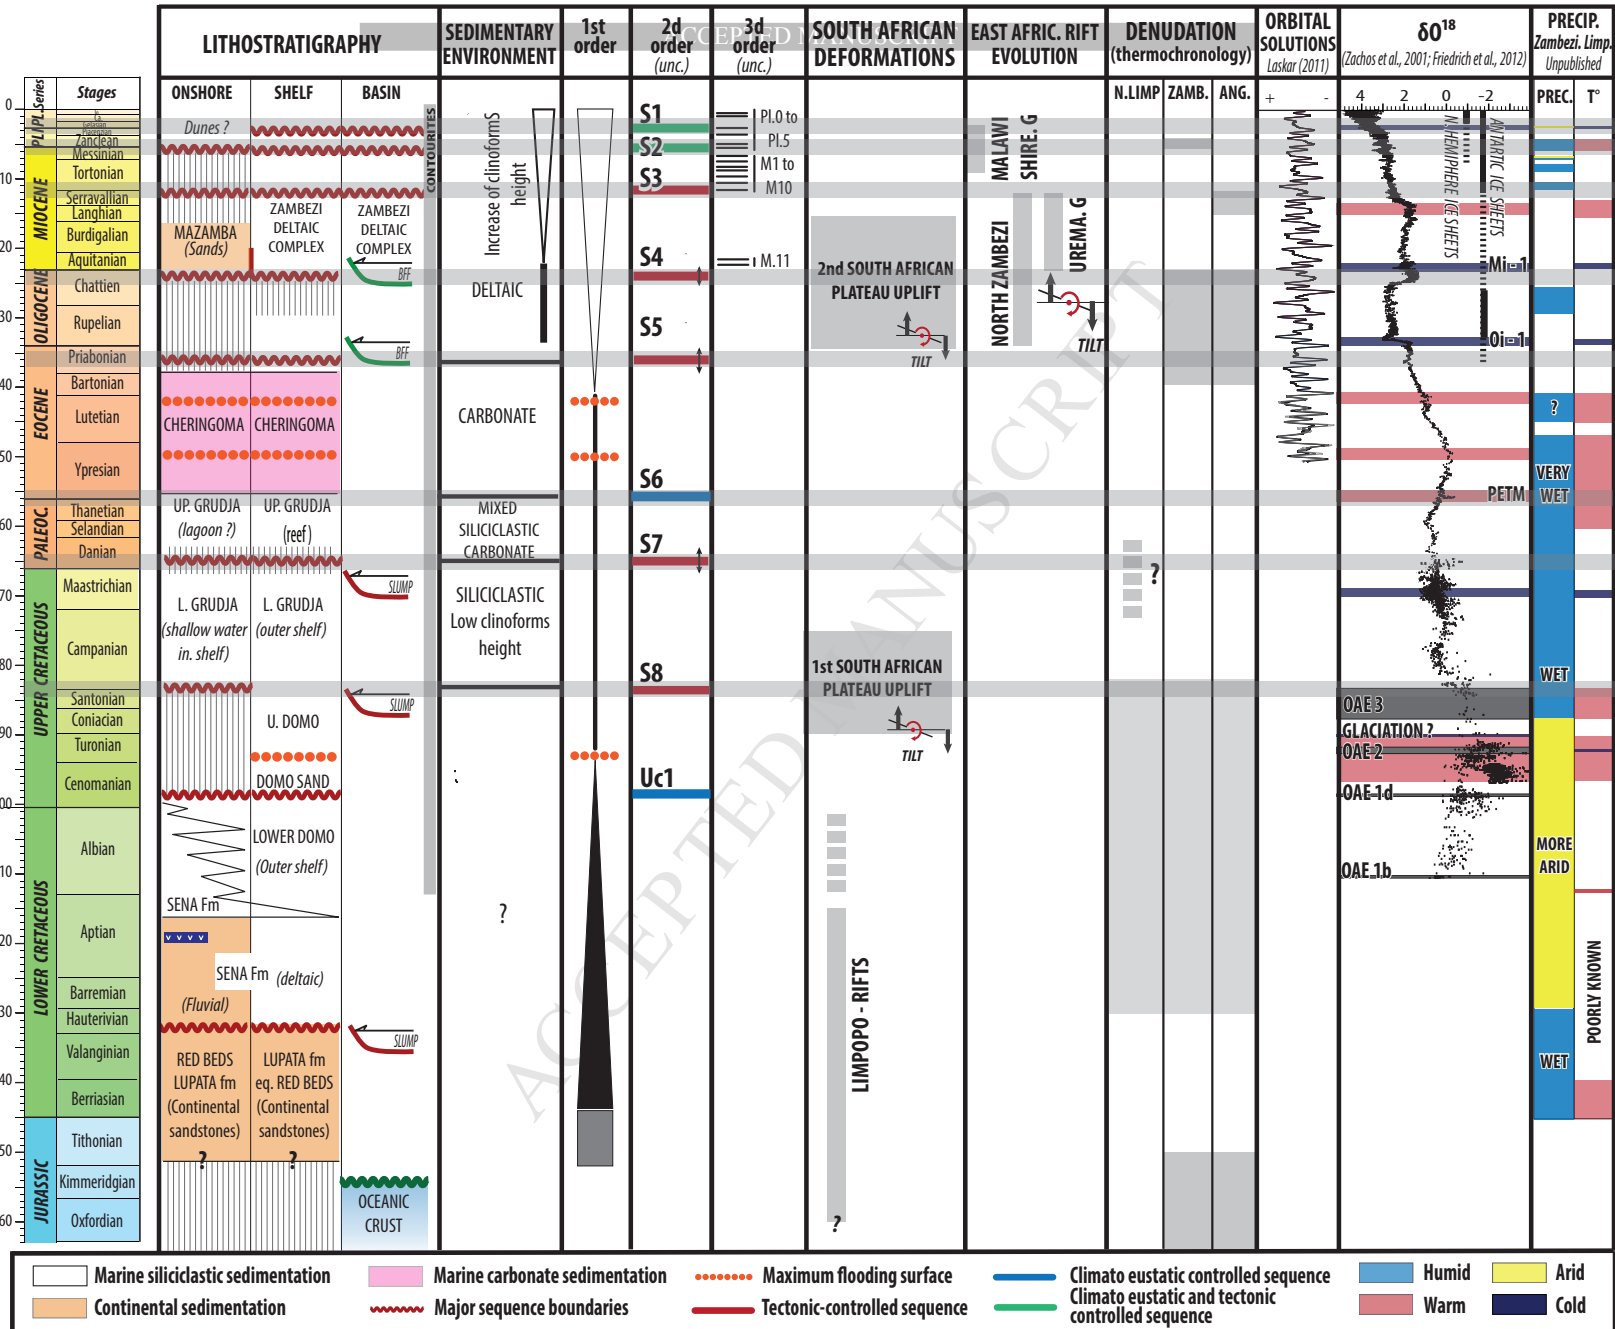 LITHOSTRATIGRAPHY
SEDIMENTARY
ENVIRONMENT
1st
order
2d
order
(unc.)
3d
order
(unc.)
SOUTH AFRICAN
DEFORMATIONS
EAST AFRIC. RIFT
EVOLUTION
DENUDATION
(thermochronology)
ORBITAL
SOLUTIONS
Laskar (2011)
δO¹⁸
(Zachos et al., 2001; Friedrich et al., 2012)
PRECIP.
Zambezi. Limp.
Unpublished
ACCEPTED MANUSCRIPT
Series
Stages
ONSHORE
SHELF
BASIN
N.LIMP
ZAMB.
ANG.
+ -
4 2 0 -2
PREC.
T°
0
10
20
30
40
50
60
70
80
90
00
10
20
30
40
50
60
PLIPL.
MIOCENE
OLIGOCENE
EOCENE
PALEOC.
UPPER CRETACEOUS
LOWER CRETACEOUS
JURASSIC
Zanclean
Messinian
Tortonian
Serravallian
Langhian
Burdigalian
Aquitanian
Chattien
Rupelian
Priabonian
Bartonian
Lutetian
Ypresian
Thanetian
Selandian
Danian
Maastrichian
Campanian
Santonian
Coniacian
Turonian
Cenomanian
Albian
Aptian
Barremian
Hauterivian
Valanginian
Berriasian
Tithonian
Kimmeridgian
Oxfordian
Dunes ?
MAZAMBA
(Sands)
CHERINGOMA
UP. GRUDJA
(lagoon ?)
L. GRUDJA
(shallow water
in. shelf)
SENA Fm
SENA Fm
(Fluvial)
RED BEDS
LUPATA fm
(Continental
sandstones)
?
ZAMBEZI
DELTAIC
COMPLEX
CHERINGOMA
UP. GRUDJA
(reef)
L. GRUDJA
(outer shelf)
U. DOMO
DOMO SAND
LOWER DOMO
(Outer shelf)
(deltaic)
LUPATA fm
eq. RED BEDS
(Continental
sandstones)
?
ZAMBEZI
DELTAIC
COMPLEX
BFF
BFF
SLUMP
SLUMP
SLUMP
OCEANIC
CRUST
CONTOURITES
Increase of clinoformS
height
DELTAIC
CARBONATE
MIXED
SILICICLASTIC
CARBONATE
SILICICLASTIC
Low clinoforms
height
?
S1
S2
S3
S4
S5
S6
S7
S8
Uc1
Pl.0 to
Pl.5
M1 to
M10
M.11
2nd SOUTH AFRICAN
PLATEAU UPLIFT
TILT
1st SOUTH AFRICAN
PLATEAU UPLIFT
TILT
LIMPOPO - RIFTS
?
MALAWI
SHIRE. G
NORTH ZAMBEZI
UREMA. G
TILT
?
N. HEMIPHERE ICE SHEETS
ANTARTIC ICE SHEETS
Mi - 1
Oi - 1
PETM
OAE 3
GLACIATION ?
OAE 2
OAE 1d
OAE 1b
?
VERY
WET
WET
MORE
ARID
WET
POORLY KNOWN
ACCEPTED MANUSCRIPT
Marine siliciclastic sedimentation
Marine carbonate sedimentation
Maximum flooding surface
Climato eustatic controlled sequence
Humid
Arid
Continental sedimentation
Major sequence boundaries
Tectonic-controlled sequence
Climato eustatic and tectonic
controlled sequence
Warm
Cold